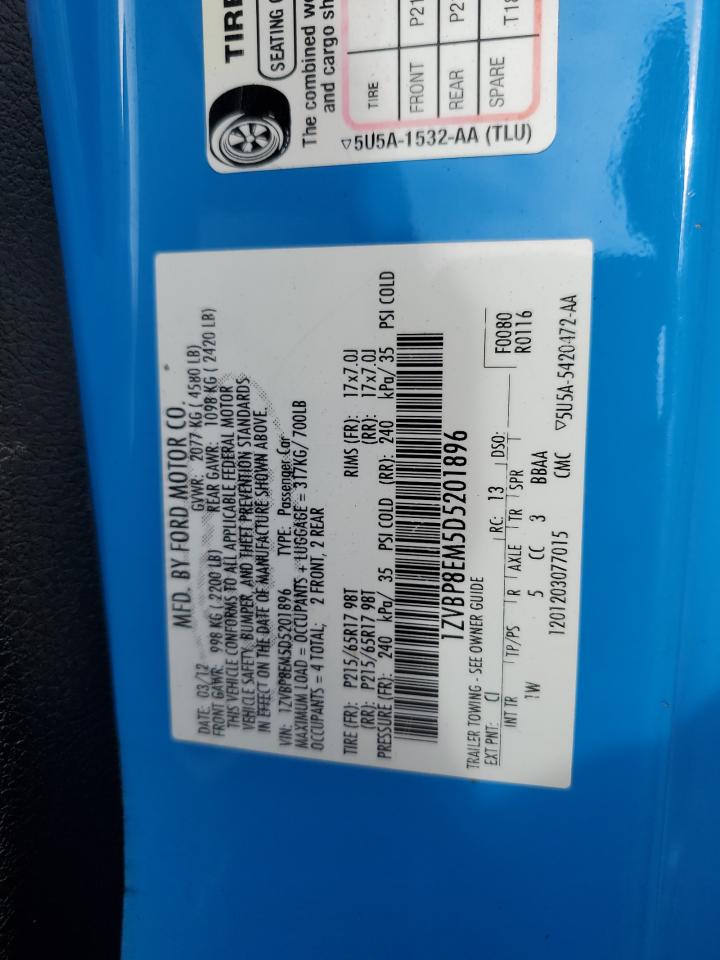 MFD. BY FORD MOTOR CO.
DATE: 03/12 GVWR: 2077 KG ( 4580 LB)
FRONT GAWR: 998 KG ( 2200 LB) REAR GAWR: 1098 KG ( 2420 LB)
THIS VEHICLE CONFORMS TO ALL APPLICABLE FEDERAL MOTOR
VEHICLE SAFETY, BUMPER, AND THEFT PREVENTION STANDARDS
IN EFFECT ON THE DATE OF MANUFACTURE SHOWN ABOVE.
VIN: 1ZVBP8EM5D5201896 TYPE: Passenger Car
MAXIMUM LOAD = OCCUPANTS + LUGGAGE = 317KG/ 700LB
OCCUPANTS = 4 TOTAL; 2 FRONT, 2 REAR
TIRE (FR): P215/65R17 98T RIMS (FR): 17x7.0J
(RR): P215/65R17 98T (RR): 17x7.0J
PRESSURE (FR): 240 kPa/ 35 PSI COLD (RR): 240 kPa/ 35 PSI COLD
1ZVBP8EM5D5201896
TRAILER TOWING - SEE OWNER GUIDE
EXT PNT: CI RC: 13 DSO: F0080
R0116
INT TR TP/PS R AXLE TR SPR
1W 5 CC 3 BBAA
1201203077015 CMC ▽5U5A-5420472-AA
TIRE
SEATING
The combined
and cargo
TIRE
FRONT
REAR
SPARE
▽5U5A-1532-AA (TLU)